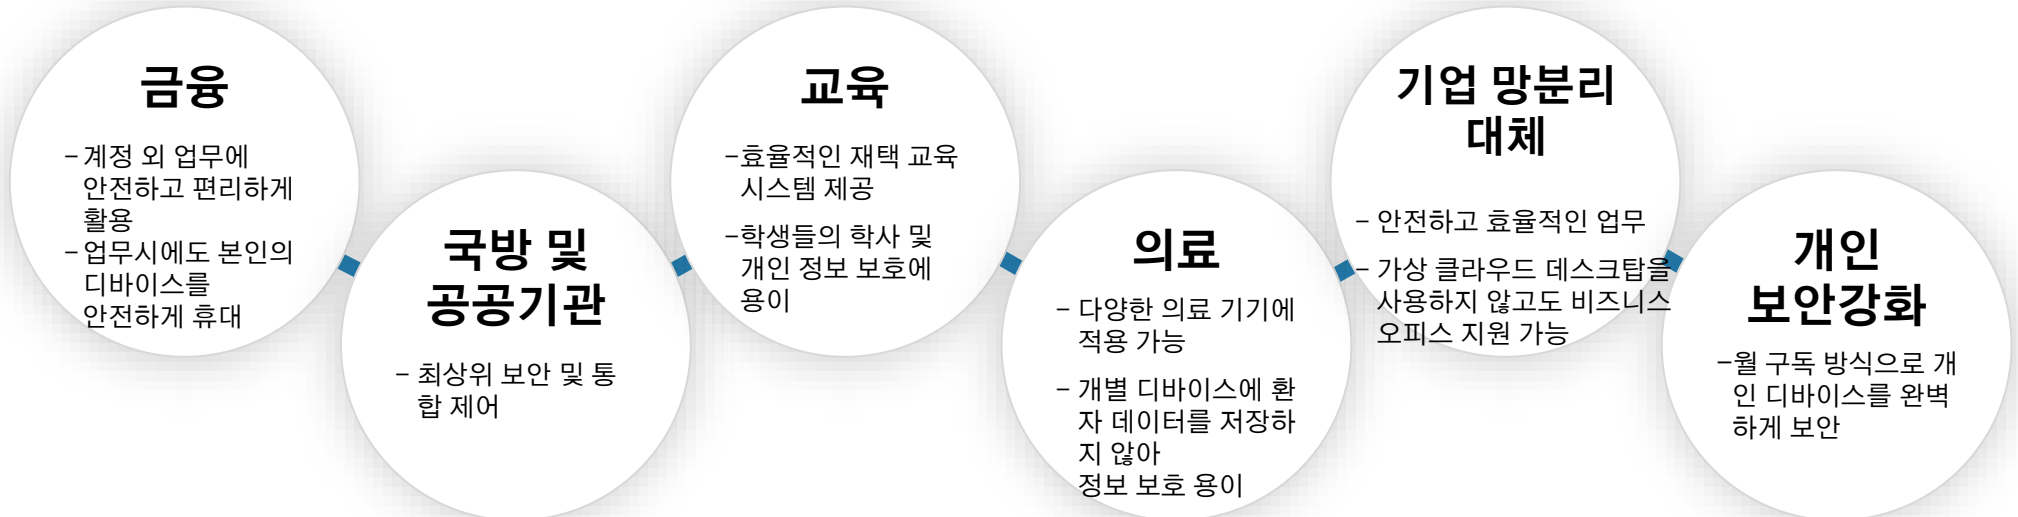 금융
– 계정 외 업무에
안전하고 편리하게
활용
– 업무시에도 본인의
디바이스를
안전하게 휴대
국방 및
공공기관
– 최상위 보안 및 통
합 제어
교육
–효율적인 재택 교육
시스템 제공
–학생들의 학사 및
개인 정보 보호에
용이
의료
– 다양한 의료 기기에
적용 가능
– 개별 디바이스에 환
자 데이터를 저장하
지 않아
정보 보호 용이
기업 망분리
대체
– 안전하고 효율적인 업무
– 가상 클라우드 데스크탑을
사용하지 않고도 비즈니스
오피스 지원 가능
개인
보안강화
–월 구독 방식으로 개
인 디바이스를 완벽
하게 보안